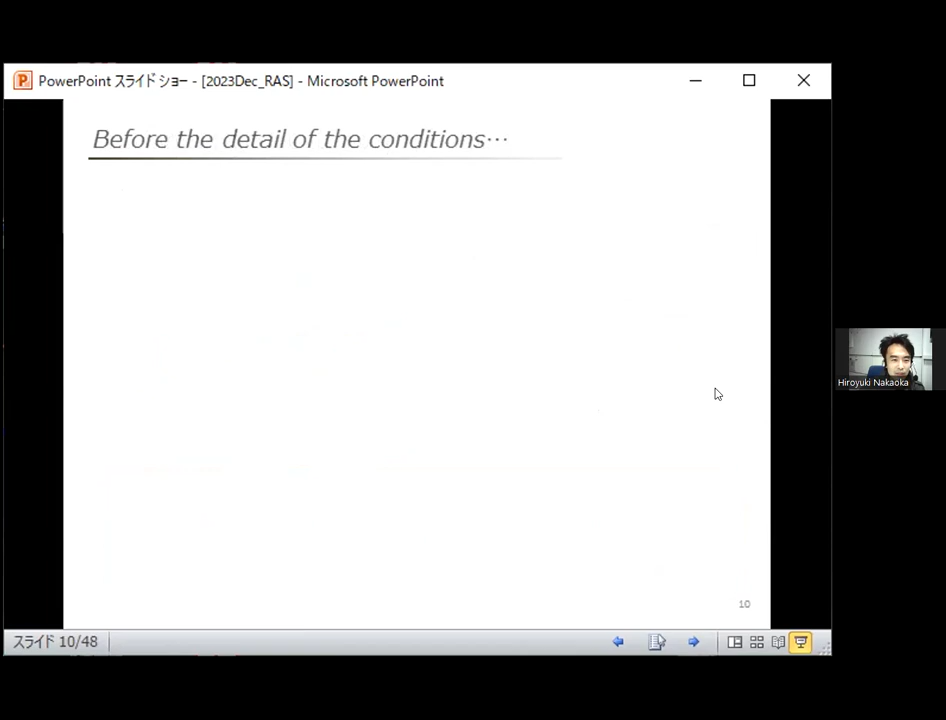 PowerPoint スライド ショー - [2023Dec_RAS] - Microsoft PowerPoint
Before the detail of the conditions…
Hiroyuki Nakaoka
10
スライド 10/48